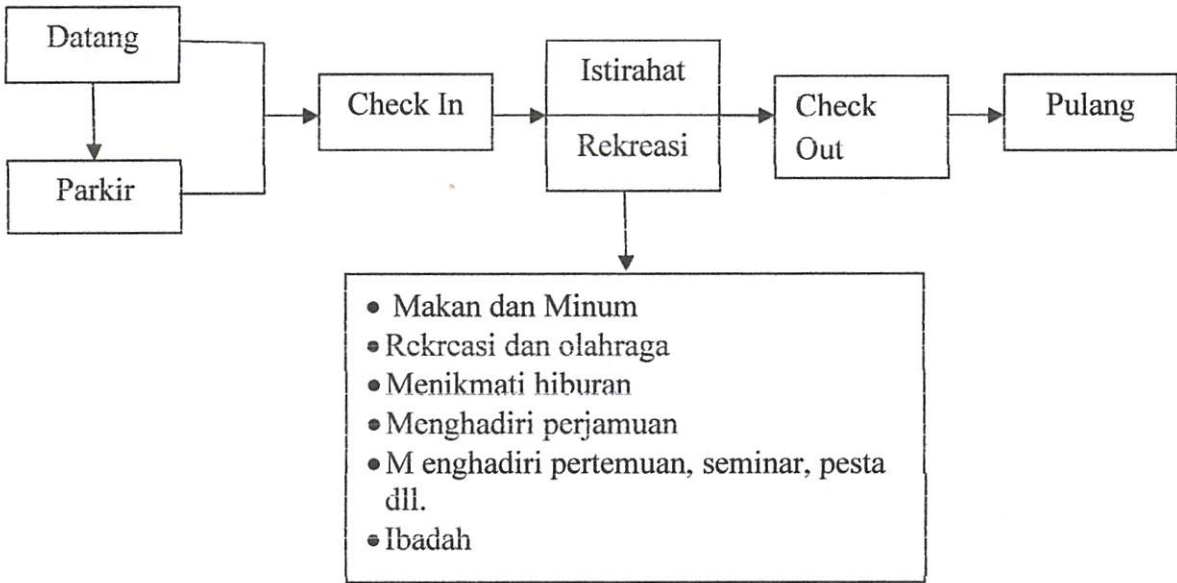 Datang
Parkir
Check In
Istirahat
Rekreasi
Check
Out
Pulang
• Makan dan Minum
• Rekreasi dan olahraga
• Menikmati hiburan
• Menghadiri perjamuan
• M enghadiri pertemuan, seminar, pesta
dll.
• Ibadah